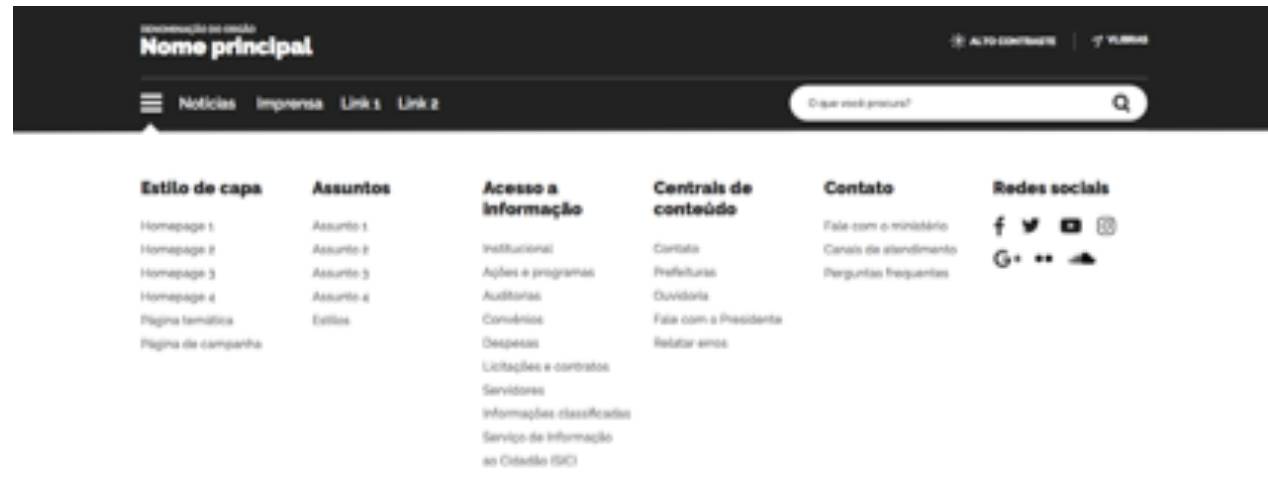 DENOMINAÇÃO DO ORGÃO
Nome principal
ALTO CONTRASTE
VLIBRAS
Notícias Imprensa Link 1 Link 2
O que você procura?
Estilo de capa
Homepage 1
Homepage 2
Homepage 3
Homepage 4
Página temática
Página de campanha
Assuntos
Assunto 1
Assunto 2
Assunto 3
Assunto 4
Estilos
Acesso a
informação
Institucional
Ações e programas
Auditorias
Convênios
Despesas
Licitações e contratos
Servidores
Informações classificadas
Serviço de Informação
ao Cidadão (SIC)
Centrais de
conteúdo
Contato
Prefeituras
Ouvidoria
Fale com o Presidente
Relatar erros
Contato
Fale com o ministério
Canais de atendimento
Perguntas frequentes
Redes sociais